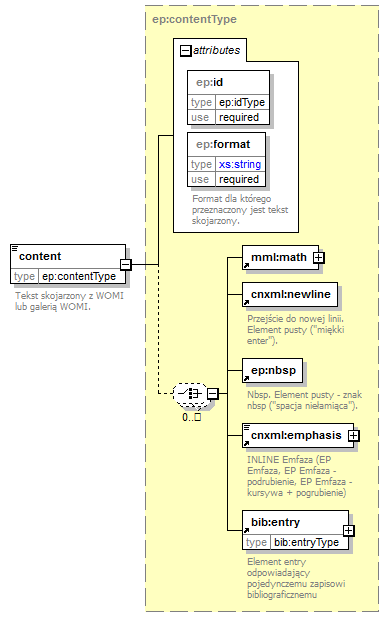 ep:contentType
attributes
ep:id
type ep:idType
use required
ep:format
type xs:string
use required
Format dla którego
przeznaczony jest tekst
skojarzony.
content
type ep:contentType
Tekst skojarzony z WOMI
lub galerią WOMI.
mml:math
cnxml:newline
Przejście do nowej linii.
Element pusty ("miękki
enter").
ep:nbsp
Nbsp. Element pusty - znak
nbsp ("spacja niełamiąca").
0..
cnxml:emphasis
INLINE Emfaza (EP
Emfaza, EP Emfaza -
podrubienie, EP Emfaza -
kursywa + pogrubienie)
bib:entry
type bib:entryType
Element entry
odpowiadający
pojedynczemu zapisowi
bibliograficznemu